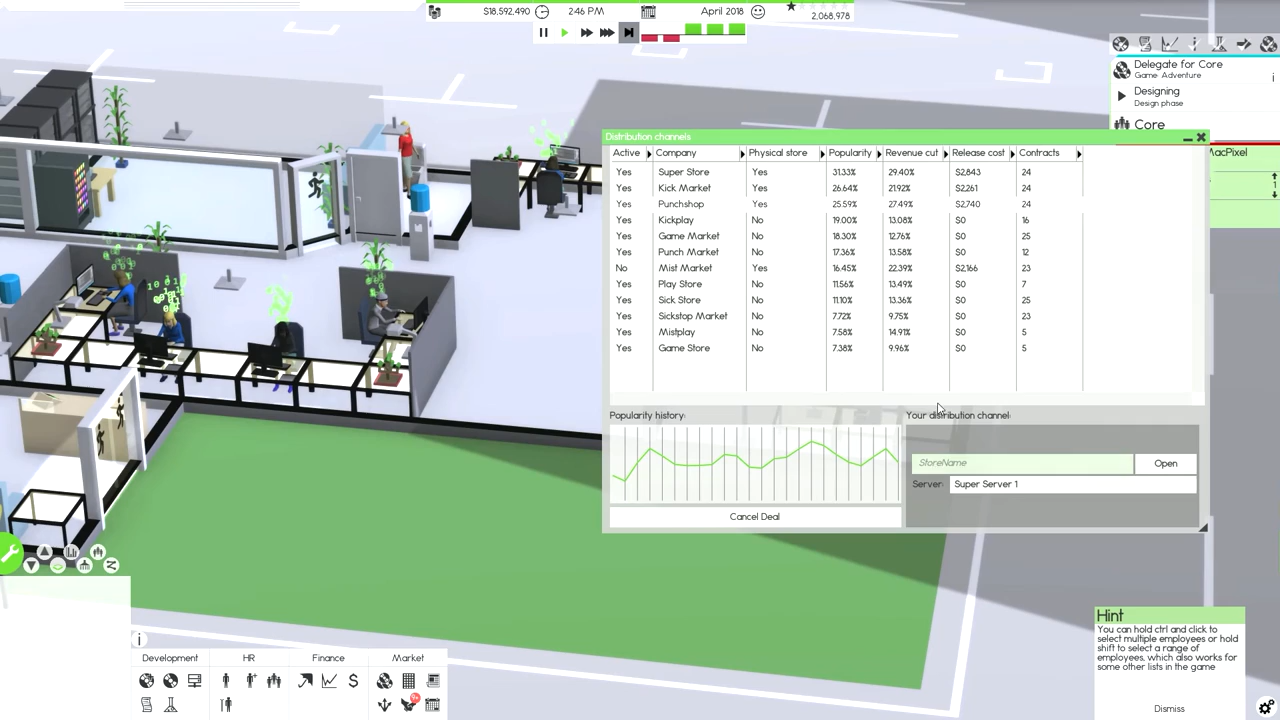 $18,592,490 2:46 PM April 2018 2,068,978
Delegate for Core
Game Adventure
Designing
Design phase
Core
MacPixel
1
Distribution channels
Active Company Physical store Popularity Revenue cut Release cost Contracts
Yes Super Store Yes 31.33% 29.40% $2,843 24
Yes Kick Market Yes 26.64% 21.92% $2,261 24
Yes Punchshop Yes 25.59% 27.49% $2,740 24
Yes Kickplay No 19.00% 13.08% $0 16
Yes Game Market No 18.30% 12.76% $0 25
Yes Punch Market No 17.36% 13.58% $0 12
No Mist Market Yes 16.45% 22.39% $2,166 23
Yes Play Store No 11.56% 13.49% $0 7
Yes Sick Store No 11.10% 13.36% $0 25
Yes Sickstop Market No 7.72% 9.75% $0 23
Yes Mistplay No 7.58% 14.91% $0 5
Yes Game Store No 7.38% 9.96% $0 5
Popularity history:
Cancel Deal
Your distribution channel:
StoreName Open
Server: Super Server 1
Hint
You can hold ctrl and click to
select multiple employees or hold
shift to select a range of
employees, which also works for
some other lists in the game
Dismiss
Development HR Finance Market
9+